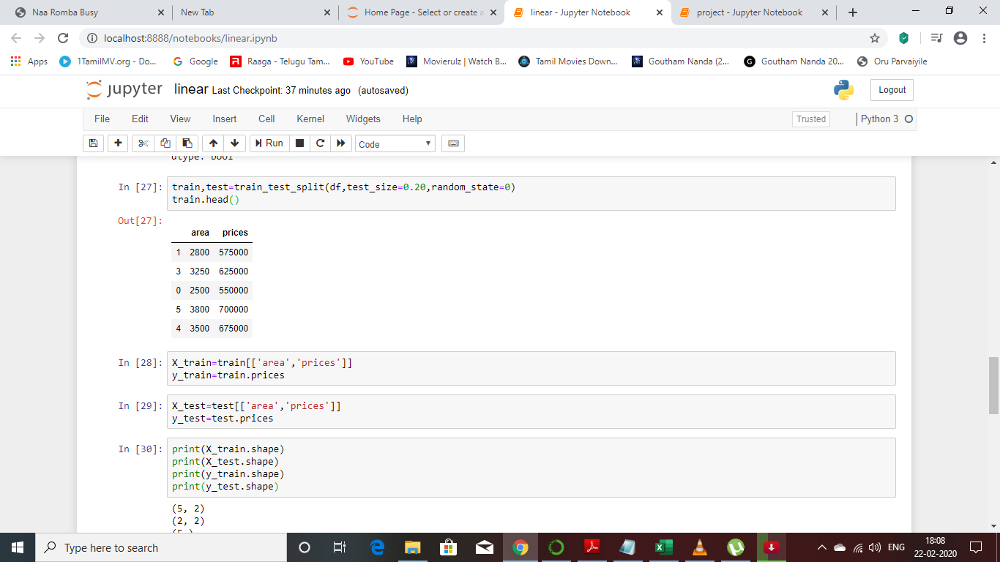 Naa Romba Busy
New Tab
Home Page - Select or create a
linear - Jupyter Notebook
project - Jupyter Notebook
localhost:8888/notebooks/linear.ipynb
Apps
1TamilMV.org - Do...
Google
Raaga - Telugu Tam...
YouTube
Movierulz | Watch B...
Tamil Movies Down...
Goutham Nanda (2...
Goutham Nanda 20...
Oru Parvaiyile
jupyter linear Last Checkpoint: 37 minutes ago (autosaved)
Logout
File Edit View Insert Cell Kernel Widgets Help
Trusted
Python 3
Run
Code
dtype: bool
In [27]: train,test=train_test_split(df,test_size=0.20,random_state=0)
train.head()
Out[27]:
area prices
1 2800 575000
3 3250 625000
0 2500 550000
5 3800 700000
4 3500 675000
In [28]: X_train=train[['area','prices']]
y_train=train.prices
In [29]: X_test=test[['area','prices']]
y_test=test.prices
In [30]: print(X_train.shape)
print(X_test.shape)
print(y_train.shape)
print(y_test.shape)
(5, 2)
(2, 2)
(5,)
Type here to search
ENG
18:08
22-02-2020